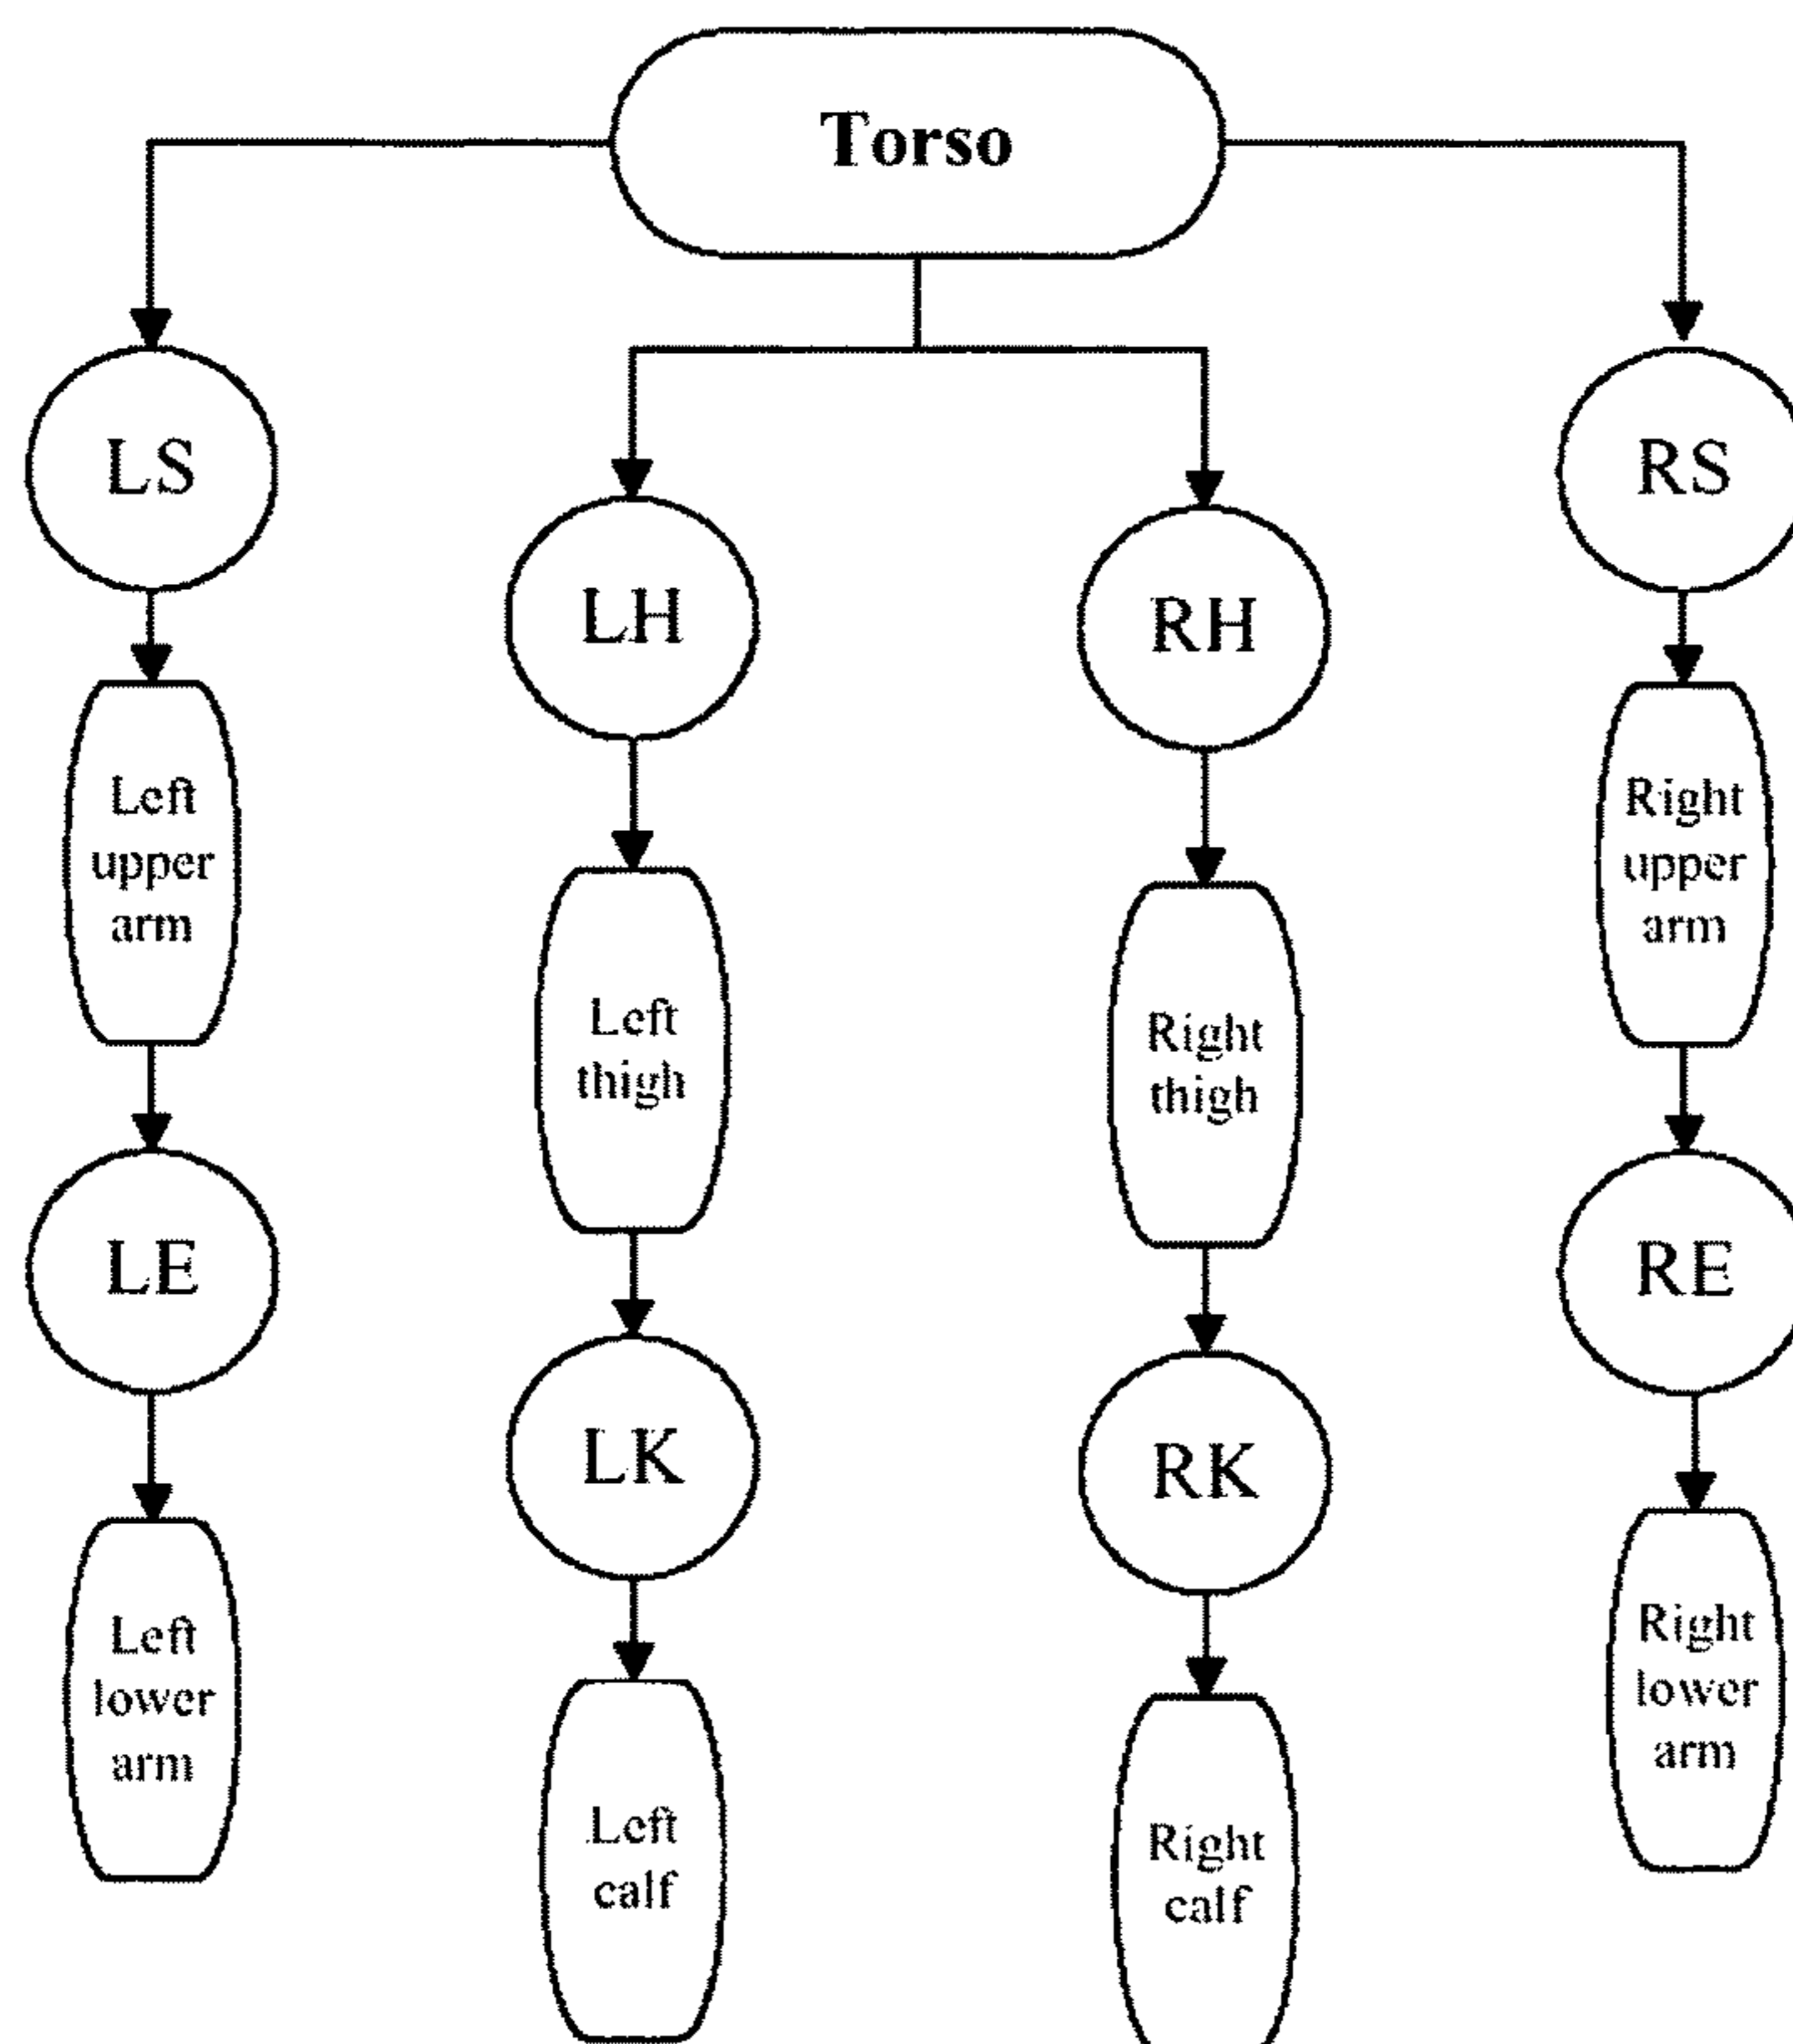 Torso
LS
RS
LH
RH
Left
upper
arm
Right
upper
arm
Left
thigh
Right
thigh
LE
RE
LK
RK
Left
lower
arm
Right
lower
arm
Left
calf
Right
calf